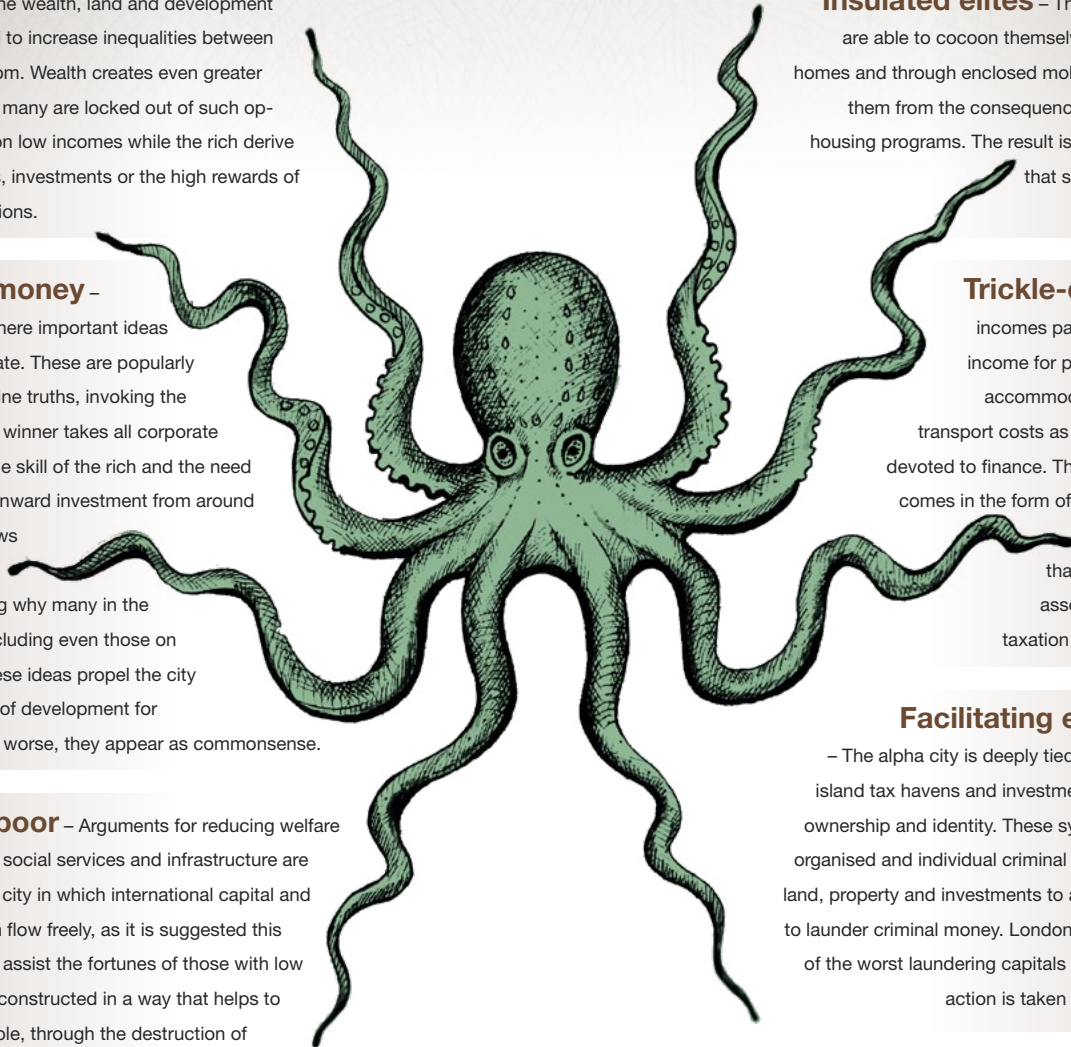 he wealth, land and development
to increase inequalities between
om. Wealth creates even greater
many are locked out of such op-
on low incomes while the rich derive
, investments or the high rewards of
ions.
money –
here important ideas
ate. These are popularly
ine truths, invoking the
winner takes all corporate
e skill of the rich and the need
nward investment from around
ws
g why many in the
cluding even those on
ese ideas propel the city
of development for
worse, they appear as commonsense.
poor – Arguments for reducing welfare
social services and infrastructure are
city in which international capital and
flow freely, as it is suggested this
assist the fortunes of those with low
constructed in a way that helps to
ple, through the destruction of
Insulated elites – Th
are able to cocoon themselv
homes and through enclosed mob
them from the consequenc
housing programs. The result is
that s
Trickle-
incomes pa
income for p
accommod
transport costs as
devoted to finance. Th
comes in the form of
tha
asse
taxation
Facilitating e
– The alpha city is deeply tied
island tax havens and investme
ownership and identity. These sy
organised and individual criminal
land, property and investments to a
to launder criminal money. London
of the worst laundering capitals
action is taken